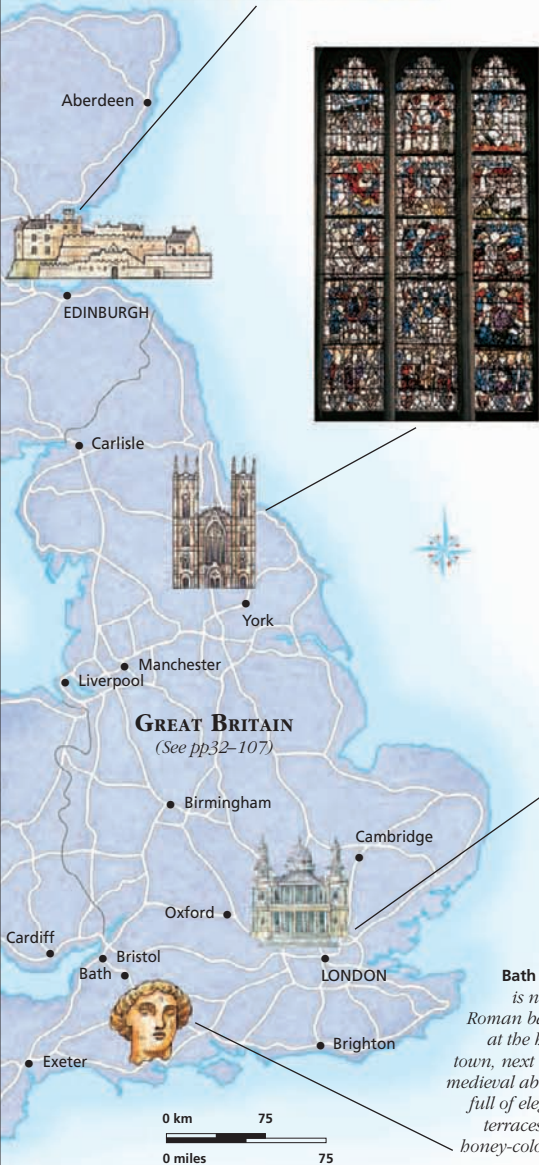 Aberdeen
EDINBURGH
Carlisle
York
Manchester
Liverpool
GREAT BRITAIN
(See pp32–107)
Birmingham
Cambridge
Oxford
Cardiff
Bristol
Bath
LONDON
Brighton
Exeter
Bath
is n
Roman ba
at the
town, next
medieval ab
full of ele
terraces
honey-colo
0 km 75
0 miles 75